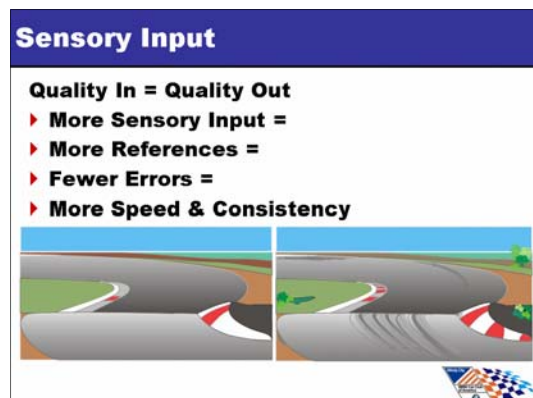 Sensory Input
Quality In = Quality Out
More Sensory Input =
More References =
Fewer Errors =
More Speed & Consistency